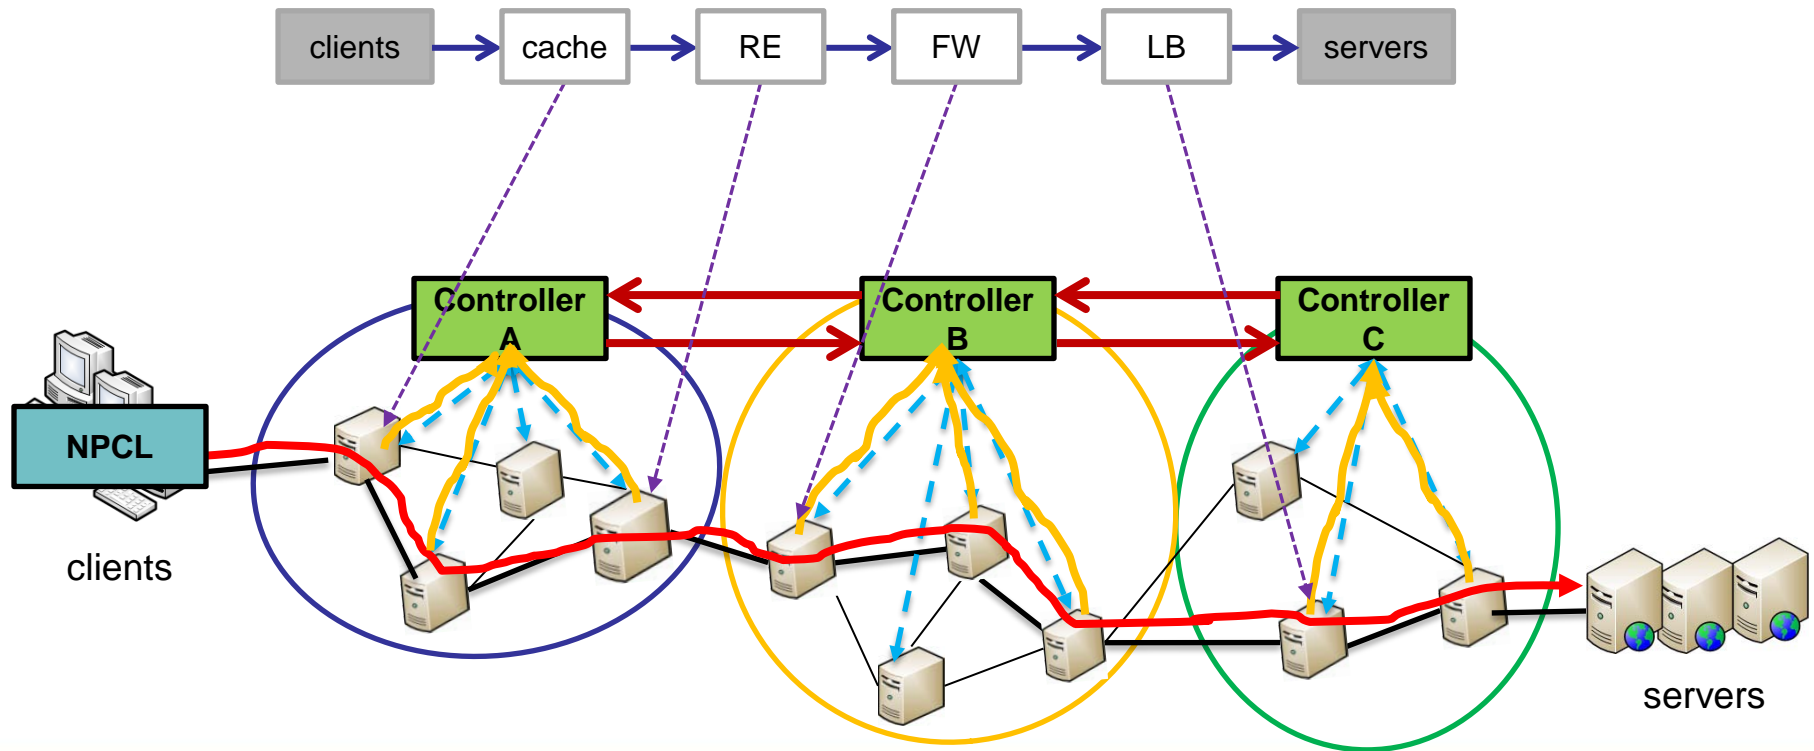 clients
cache
RE
FW
LB
servers
Controller
A
Controller
B
Controller
C
NPCL
clients
servers